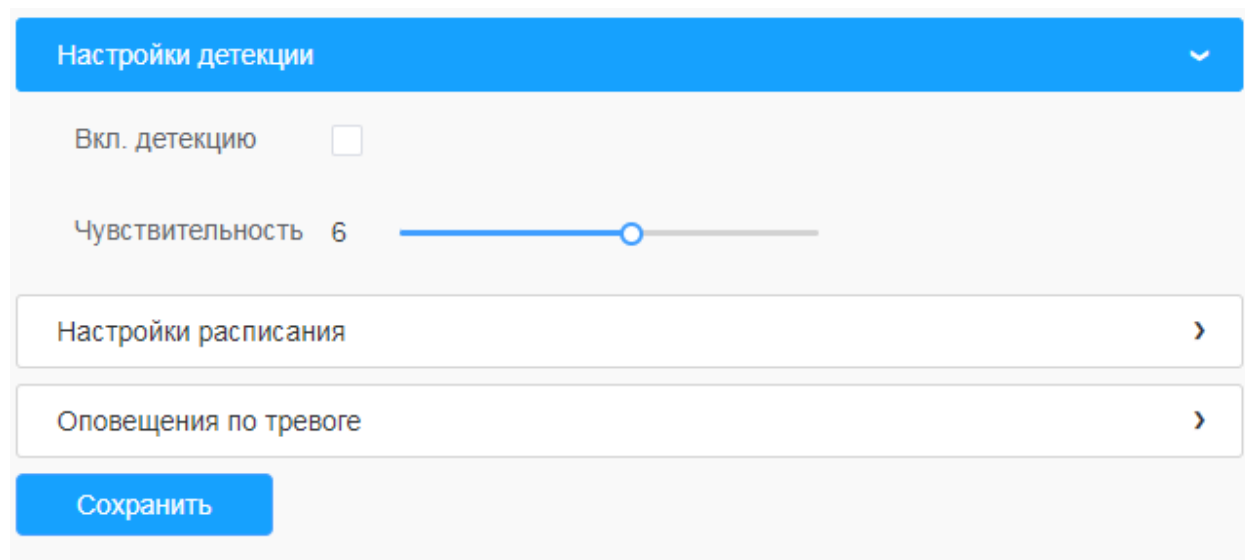 Настройки детекции
Вкл. детекцию
Чувствительность 6
Настройки расписания
Оповещения по тревоге
Сохранить